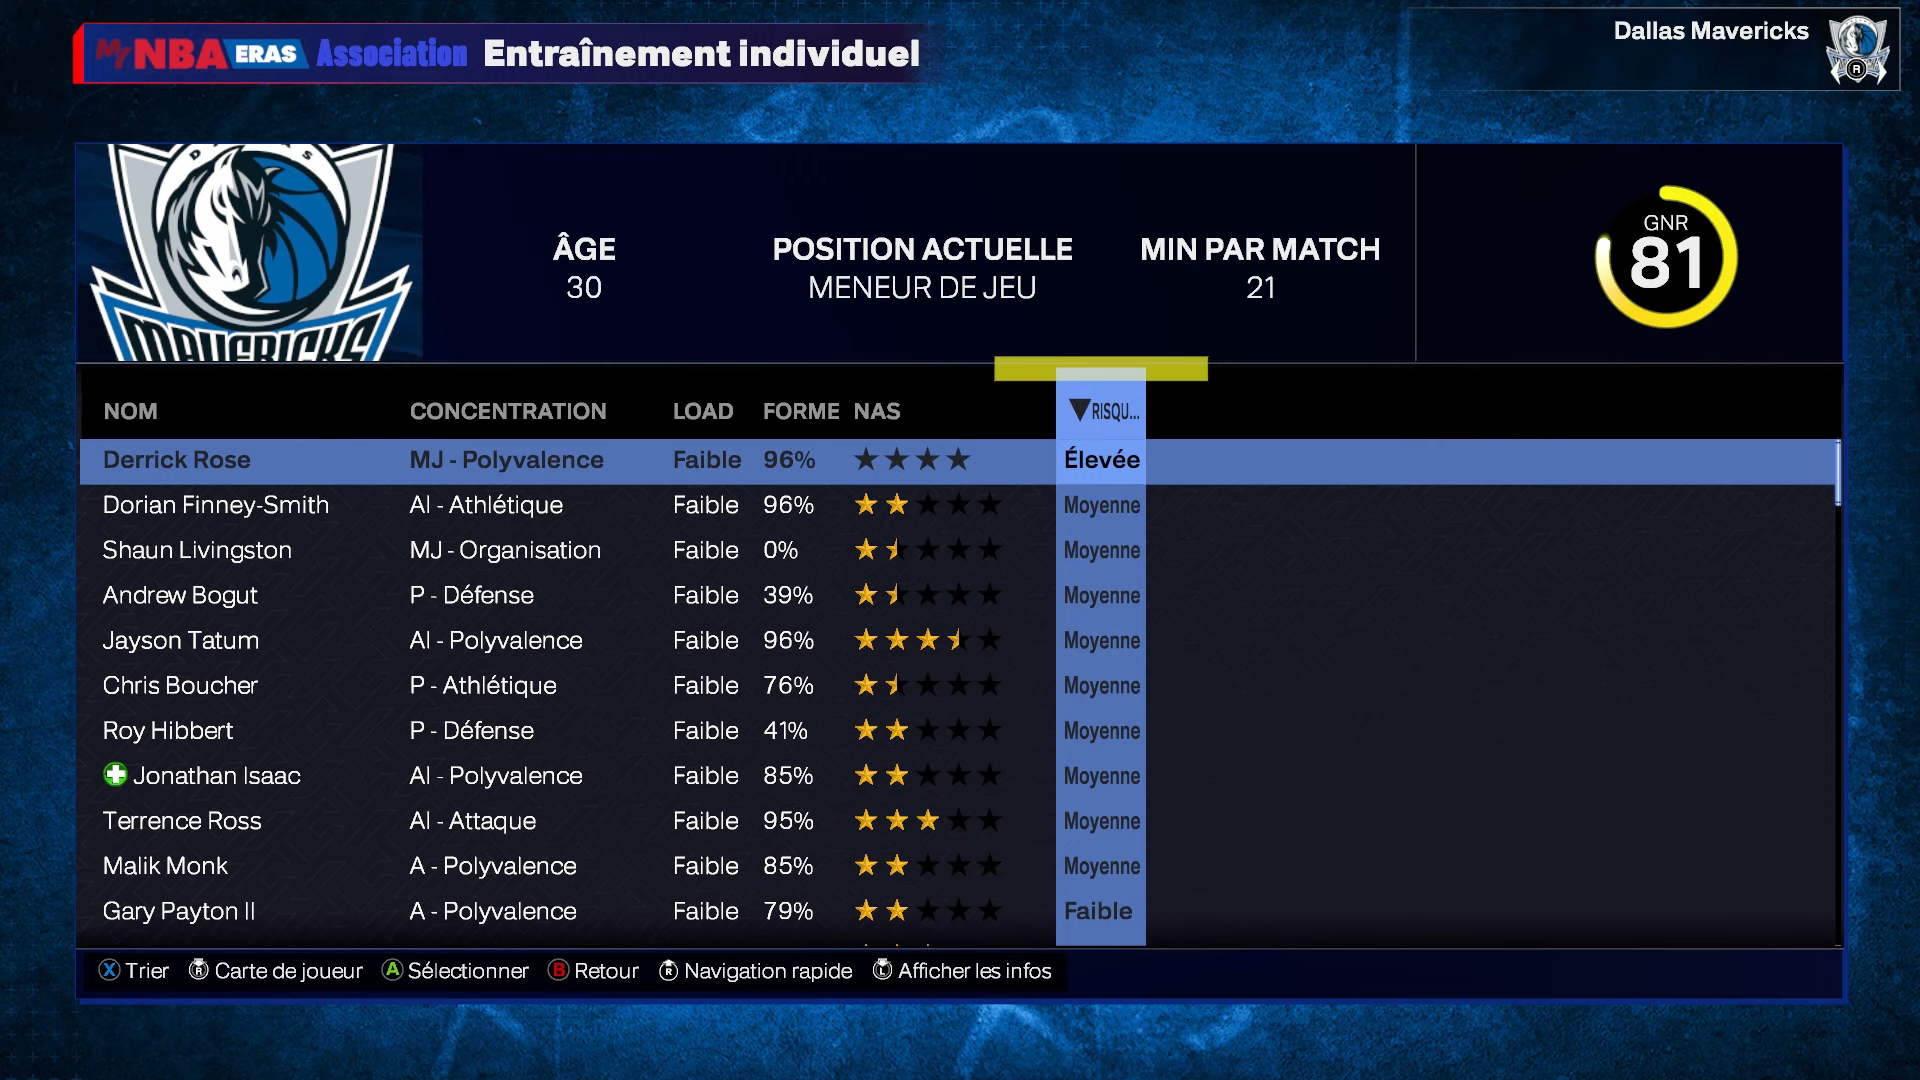 MyNBA ERAS Association Entraînement individuel
Dallas Mavericks
MAVERICKS
ÂGE
30
POSITION ACTUELLE
MENEUR DE JEU
MIN PAR MATCH
21
GNR
81
NOM CONCENTRATION LOAD FORME NAS RISQU...
Derrick Rose MJ - Polyvalence Faible 96% Élevée
Dorian Finney-Smith AI - Athlétique Faible 96% Moyenne
Shaun Livingston MJ - Organisation Faible 0% Moyenne
Andrew Bogut P - Défense Faible 39% Moyenne
Jayson Tatum AI - Polyvalence Faible 96% Moyenne
Chris Boucher P - Athlétique Faible 76% Moyenne
Roy Hibbert P - Défense Faible 41% Moyenne
Jonathan Isaac AI - Polyvalence Faible 85% Moyenne
Terrence Ross AI - Attaque Faible 95% Moyenne
Malik Monk A - Polyvalence Faible 85% Moyenne
Gary Payton II A - Polyvalence Faible 79% Faible
X Trier R Carte de joueur A Sélectionner B Retour R Navigation rapide L Afficher les infos